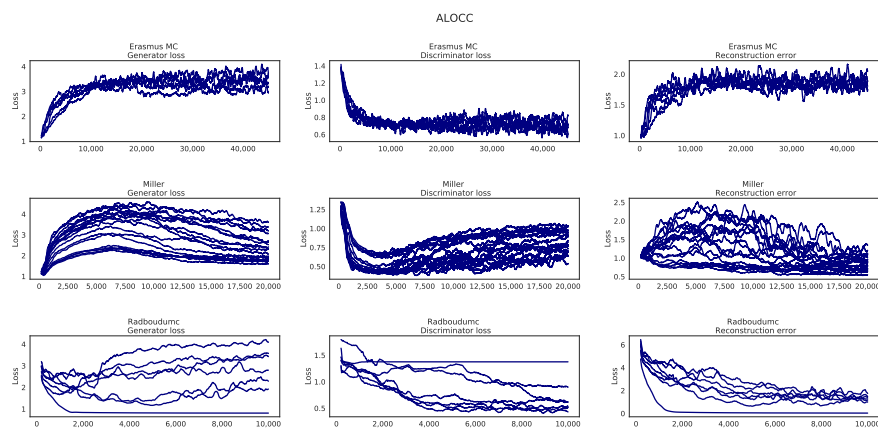 ALOCC
Erasmus MC
Generator loss
Erasmus MC
Discriminator loss
Erasmus MC
Reconstruction error
Loss
4
3
2
1
0 10,000 20,000 30,000 40,000
Loss
1.4
1.2
1.0
0.8
0.6
0 10,000 20,000 30,000 40,000
Loss
2.0
1.5
1.0
0 10,000 20,000 30,000 40,000
Miller
Generator loss
Miller
Discriminator loss
Miller
Reconstruction error
Loss
4
3
2
1
0 2,500 5,000 7,500 10,000 12,500 15,000 17,500 20,000
Loss
1.25
1.00
0.75
0.50
0 2,500 5,000 7,500 10,000 12,500 15,000 17,500 20,000
Loss
2.5
2.0
1.5
1.0
0.5
0 2,500 5,000 7,500 10,000 12,500 15,000 17,500 20,000
Radboudumc
Generator loss
Radboudumc
Discriminator loss
Radboudumc
Reconstruction error
Loss
4
3
2
1
0 2,000 4,000 6,000 8,000 10,000
Loss
1.5
1.0
0.5
0 2,000 4,000 6,000 8,000 10,000
Loss
6
4
2
0
0 2,000 4,000 6,000 8,000 10,000